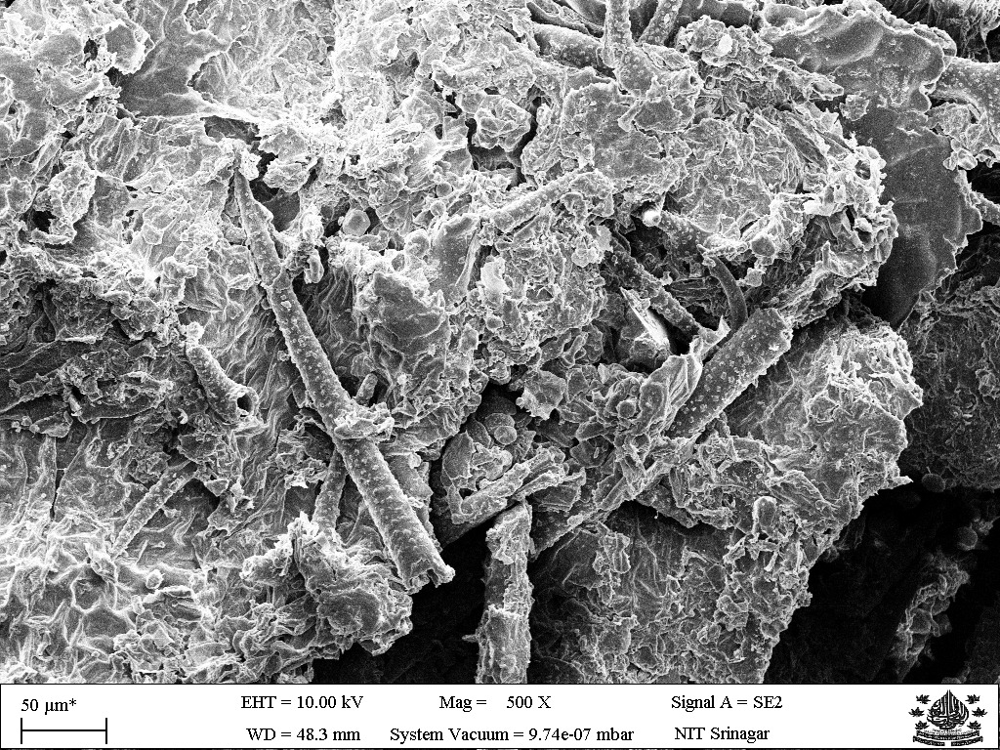 50 µm*
EHT = 10.00 kV Mag = 500 X Signal A = SE2
WD = 48.3 mm System Vacuum = 9.74e-07 mbar NIT Srinagar